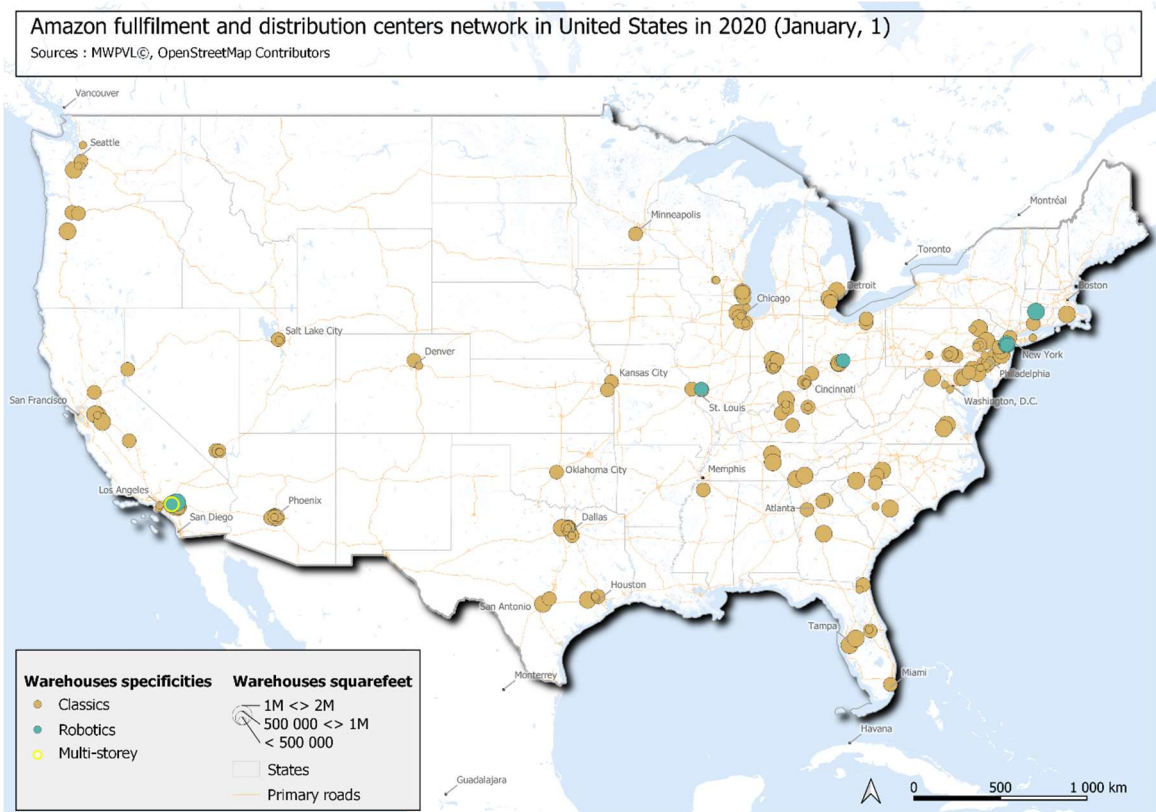 Amazon fullfilment and distribution centers network in United States in 2020 (January, 1)
Sources : MWPVL©, OpenStreetMap Contributors
Vancouver
Seattle
Montréal
Minneapolis
Toronto
Boston
Detroit
Chicago
Salt Lake City
Denver
New York
Philadelphia
Kansas City
Cincinnati
San Francisco
Washington, D.C.
St. Louis
Oklahoma City
Memphis
Los Angeles
Phoenix
San Diego
Atlanta
Dallas
Houston
San Antonio
Tampa
Monterrey
Miami
Havana
Guadalajara
Warehouses specificities
Classics
Robotics
Multi-storey
Warehouses squarefeet
1M <> 2M
500 000 <> 1M
< 500 000
States
Primary roads
0 500 1 000 km